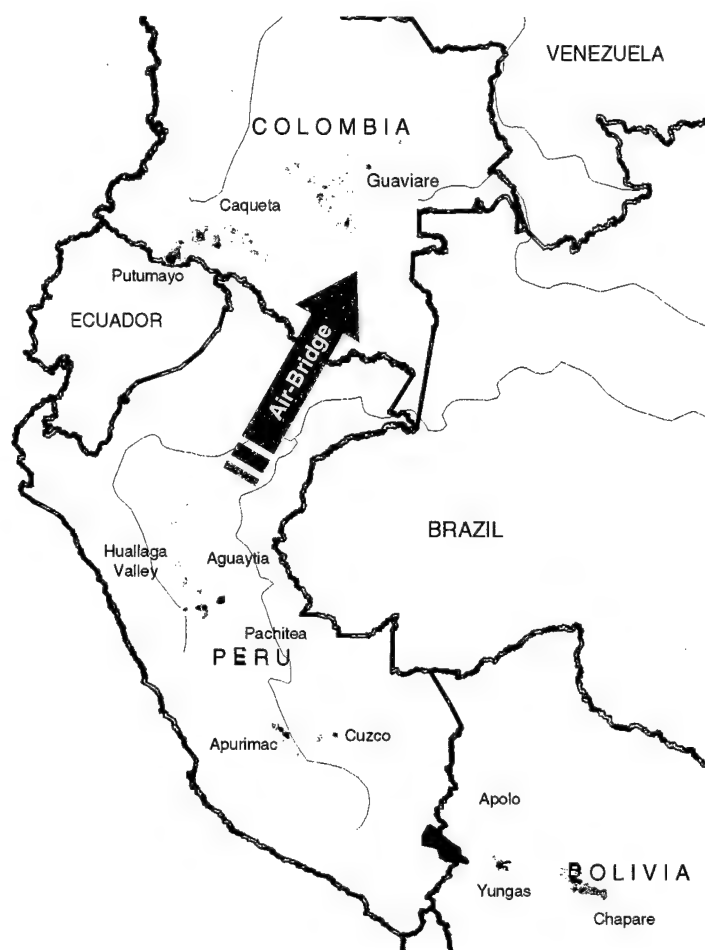 VENEZUELA
COLOMBIA
Guaviare
Caqueta
Putumayo
ECUADOR
Air-Bridge
BRAZIL
Huallaga
Valley
Aguaytia
Pachitea
PERU
Apurimac
Cuzco
Apolo
BOLIVIA
Yungas
Chapare